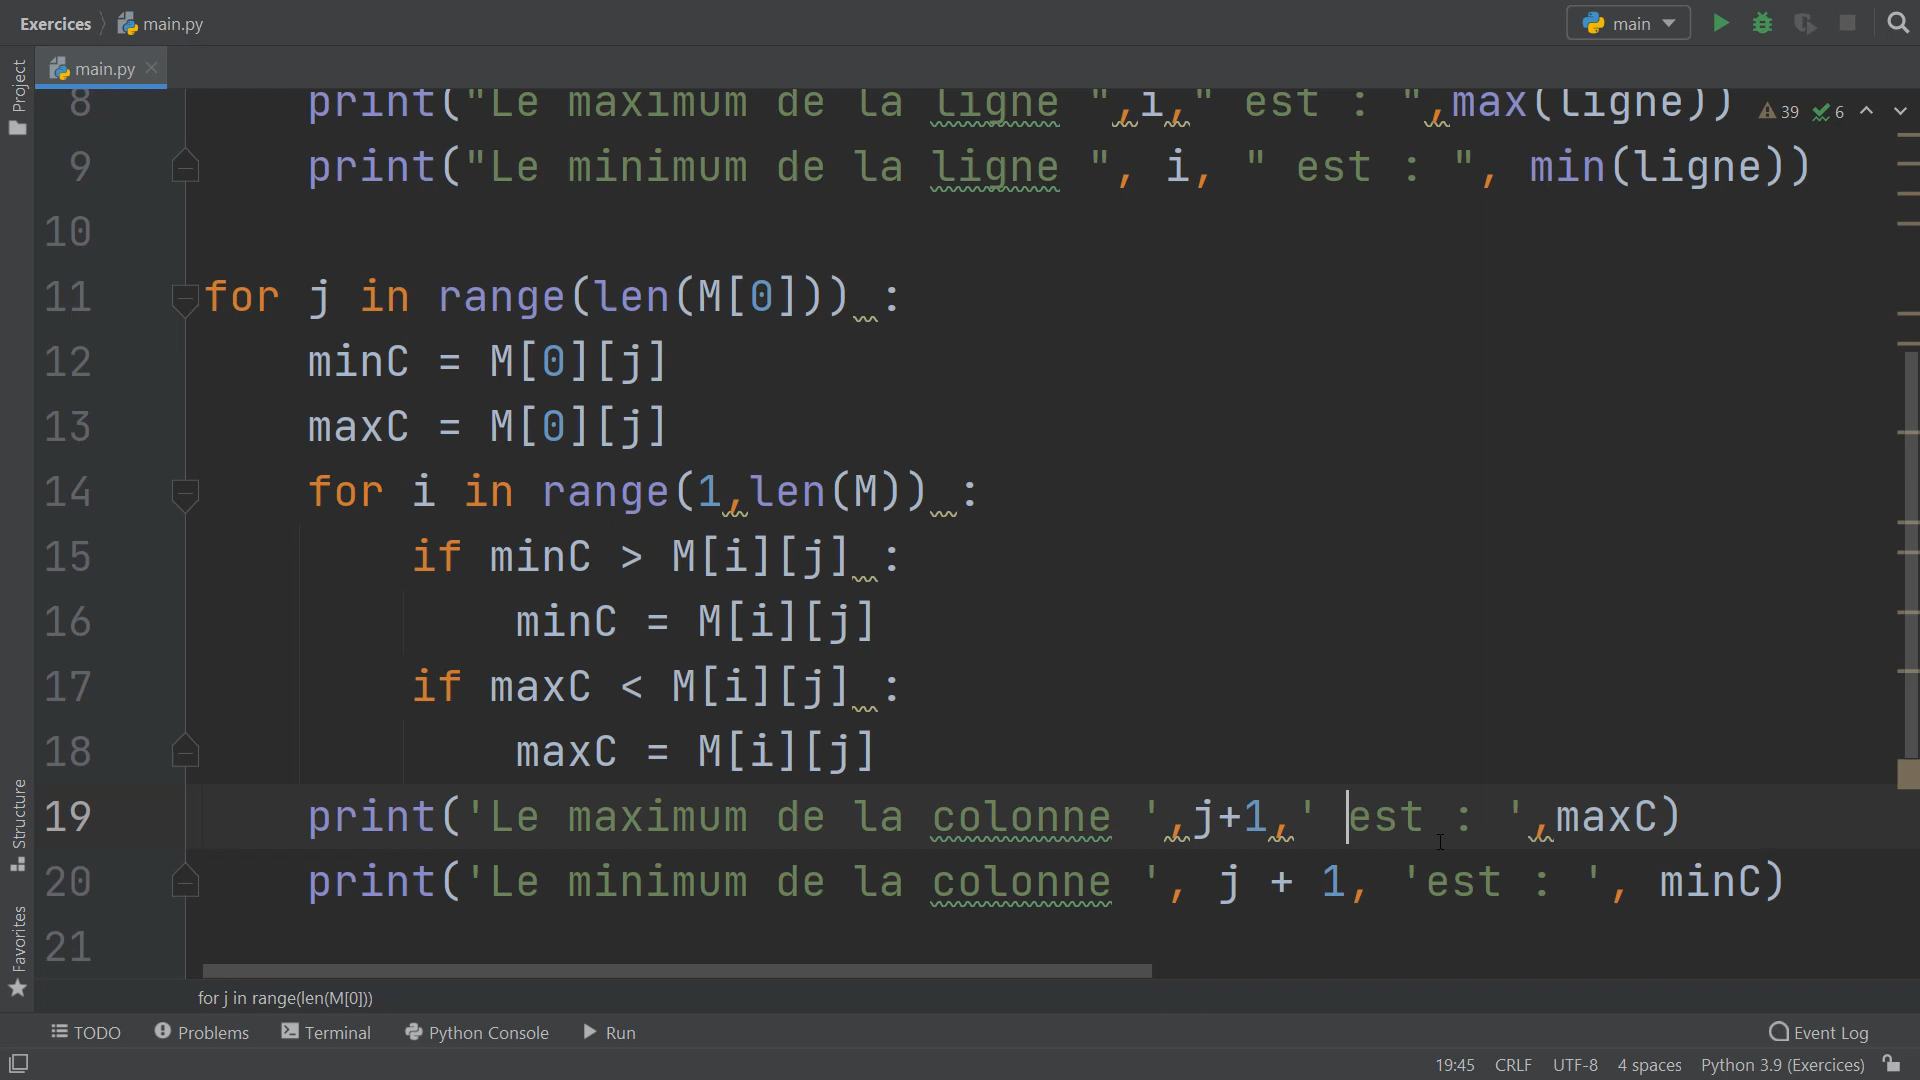 Exercices main.py main
main.py
Project
8 print("Le maximum de la ligne ",i," est : ",max(ligne)) 39 6
9 print("Le minimum de la ligne ", i, " est : ", min(ligne))
10
11 for j in range(len(M[0])) :
12 minC = M[0][j]
13 maxC = M[0][j]
14 for i in range(1,len(M)) :
15 if minC > M[i][j] :
16 minC = M[i][j]
17 if maxC < M[i][j] :
18 maxC = M[i][j]
19 print('Le maximum de la colonne ',j+1,' est : ',maxC)
20 print('Le minimum de la colonne ', j + 1, 'est : ', minC)
21
Structure
Favorites
for j in range(len(M[0]))
TODO Problems Terminal Python Console Run Event Log
19:45 CRLF UTF-8 4 spaces Python 3.9 (Exercices)